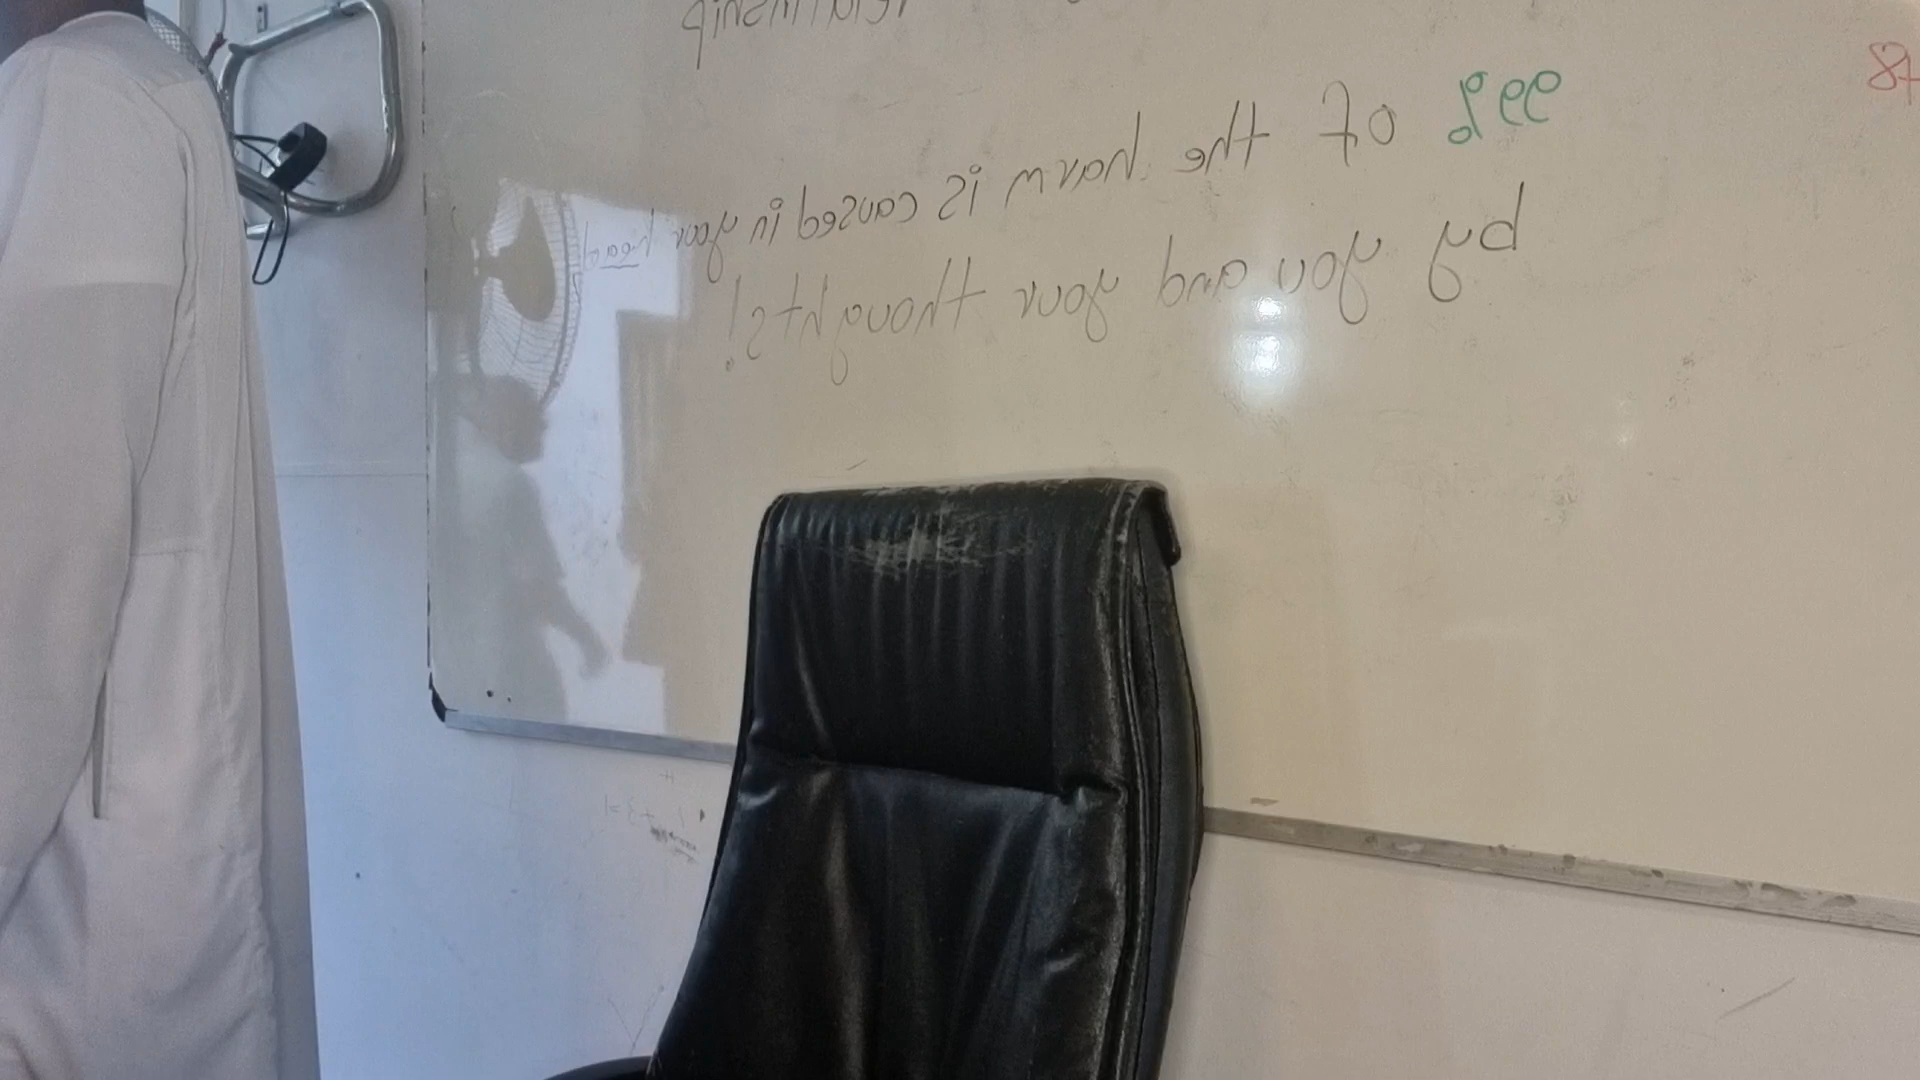 relationship
99% of the harm is caused in your head
by you and your thoughts!